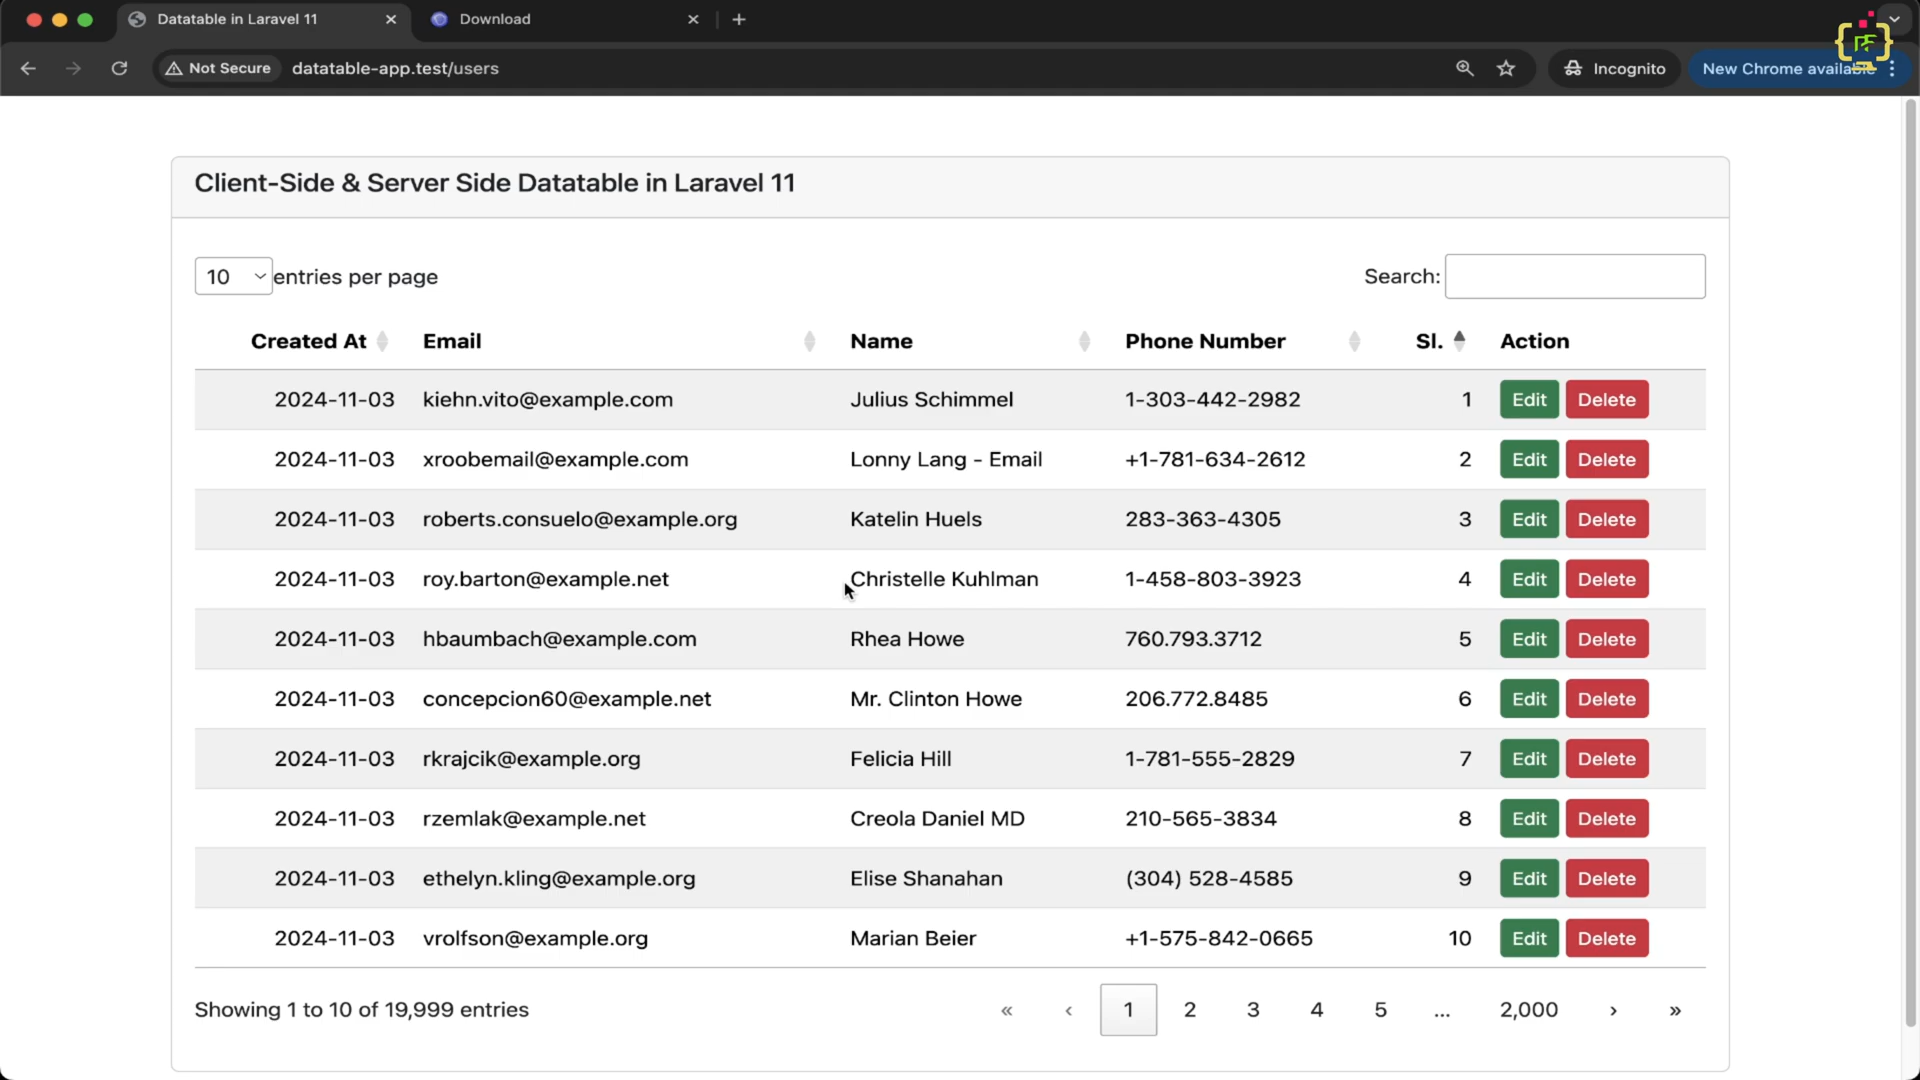 Datatable in Laravel 11
Download
Not Secure datatable-app.test/users Incognito New Chrome available
Client-Side & Server Side Datatable in Laravel 11
10 entries per page Search:
Created At Email Name Phone Number Sl. Action
2024-11-03 kiehn.vito@example.com Julius Schimmel 1-303-442-2982 1 Edit Delete
2024-11-03 xroobemail@example.com Lonny Lang - Email +1-781-634-2612 2 Edit Delete
2024-11-03 roberts.consuelo@example.org Katelin Huels 283-363-4305 3 Edit Delete
2024-11-03 roy.barton@example.net Christelle Kuhlman 1-458-803-3923 4 Edit Delete
2024-11-03 hbaumbach@example.com Rhea Howe 760.793.3712 5 Edit Delete
2024-11-03 concepcion60@example.net Mr. Clinton Howe 206.772.8485 6 Edit Delete
2024-11-03 rkrajcik@example.org Felicia Hill 1-781-555-2829 7 Edit Delete
2024-11-03 rzemlak@example.net Creola Daniel MD 210-565-3834 8 Edit Delete
2024-11-03 ethelyn.kling@example.org Elise Shanahan (304) 528-4585 9 Edit Delete
2024-11-03 vrolfson@example.org Marian Beier +1-575-842-0665 10 Edit Delete
Showing 1 to 10 of 19,999 entries « ‹ 1 2 3 4 5 ... 2,000 › »